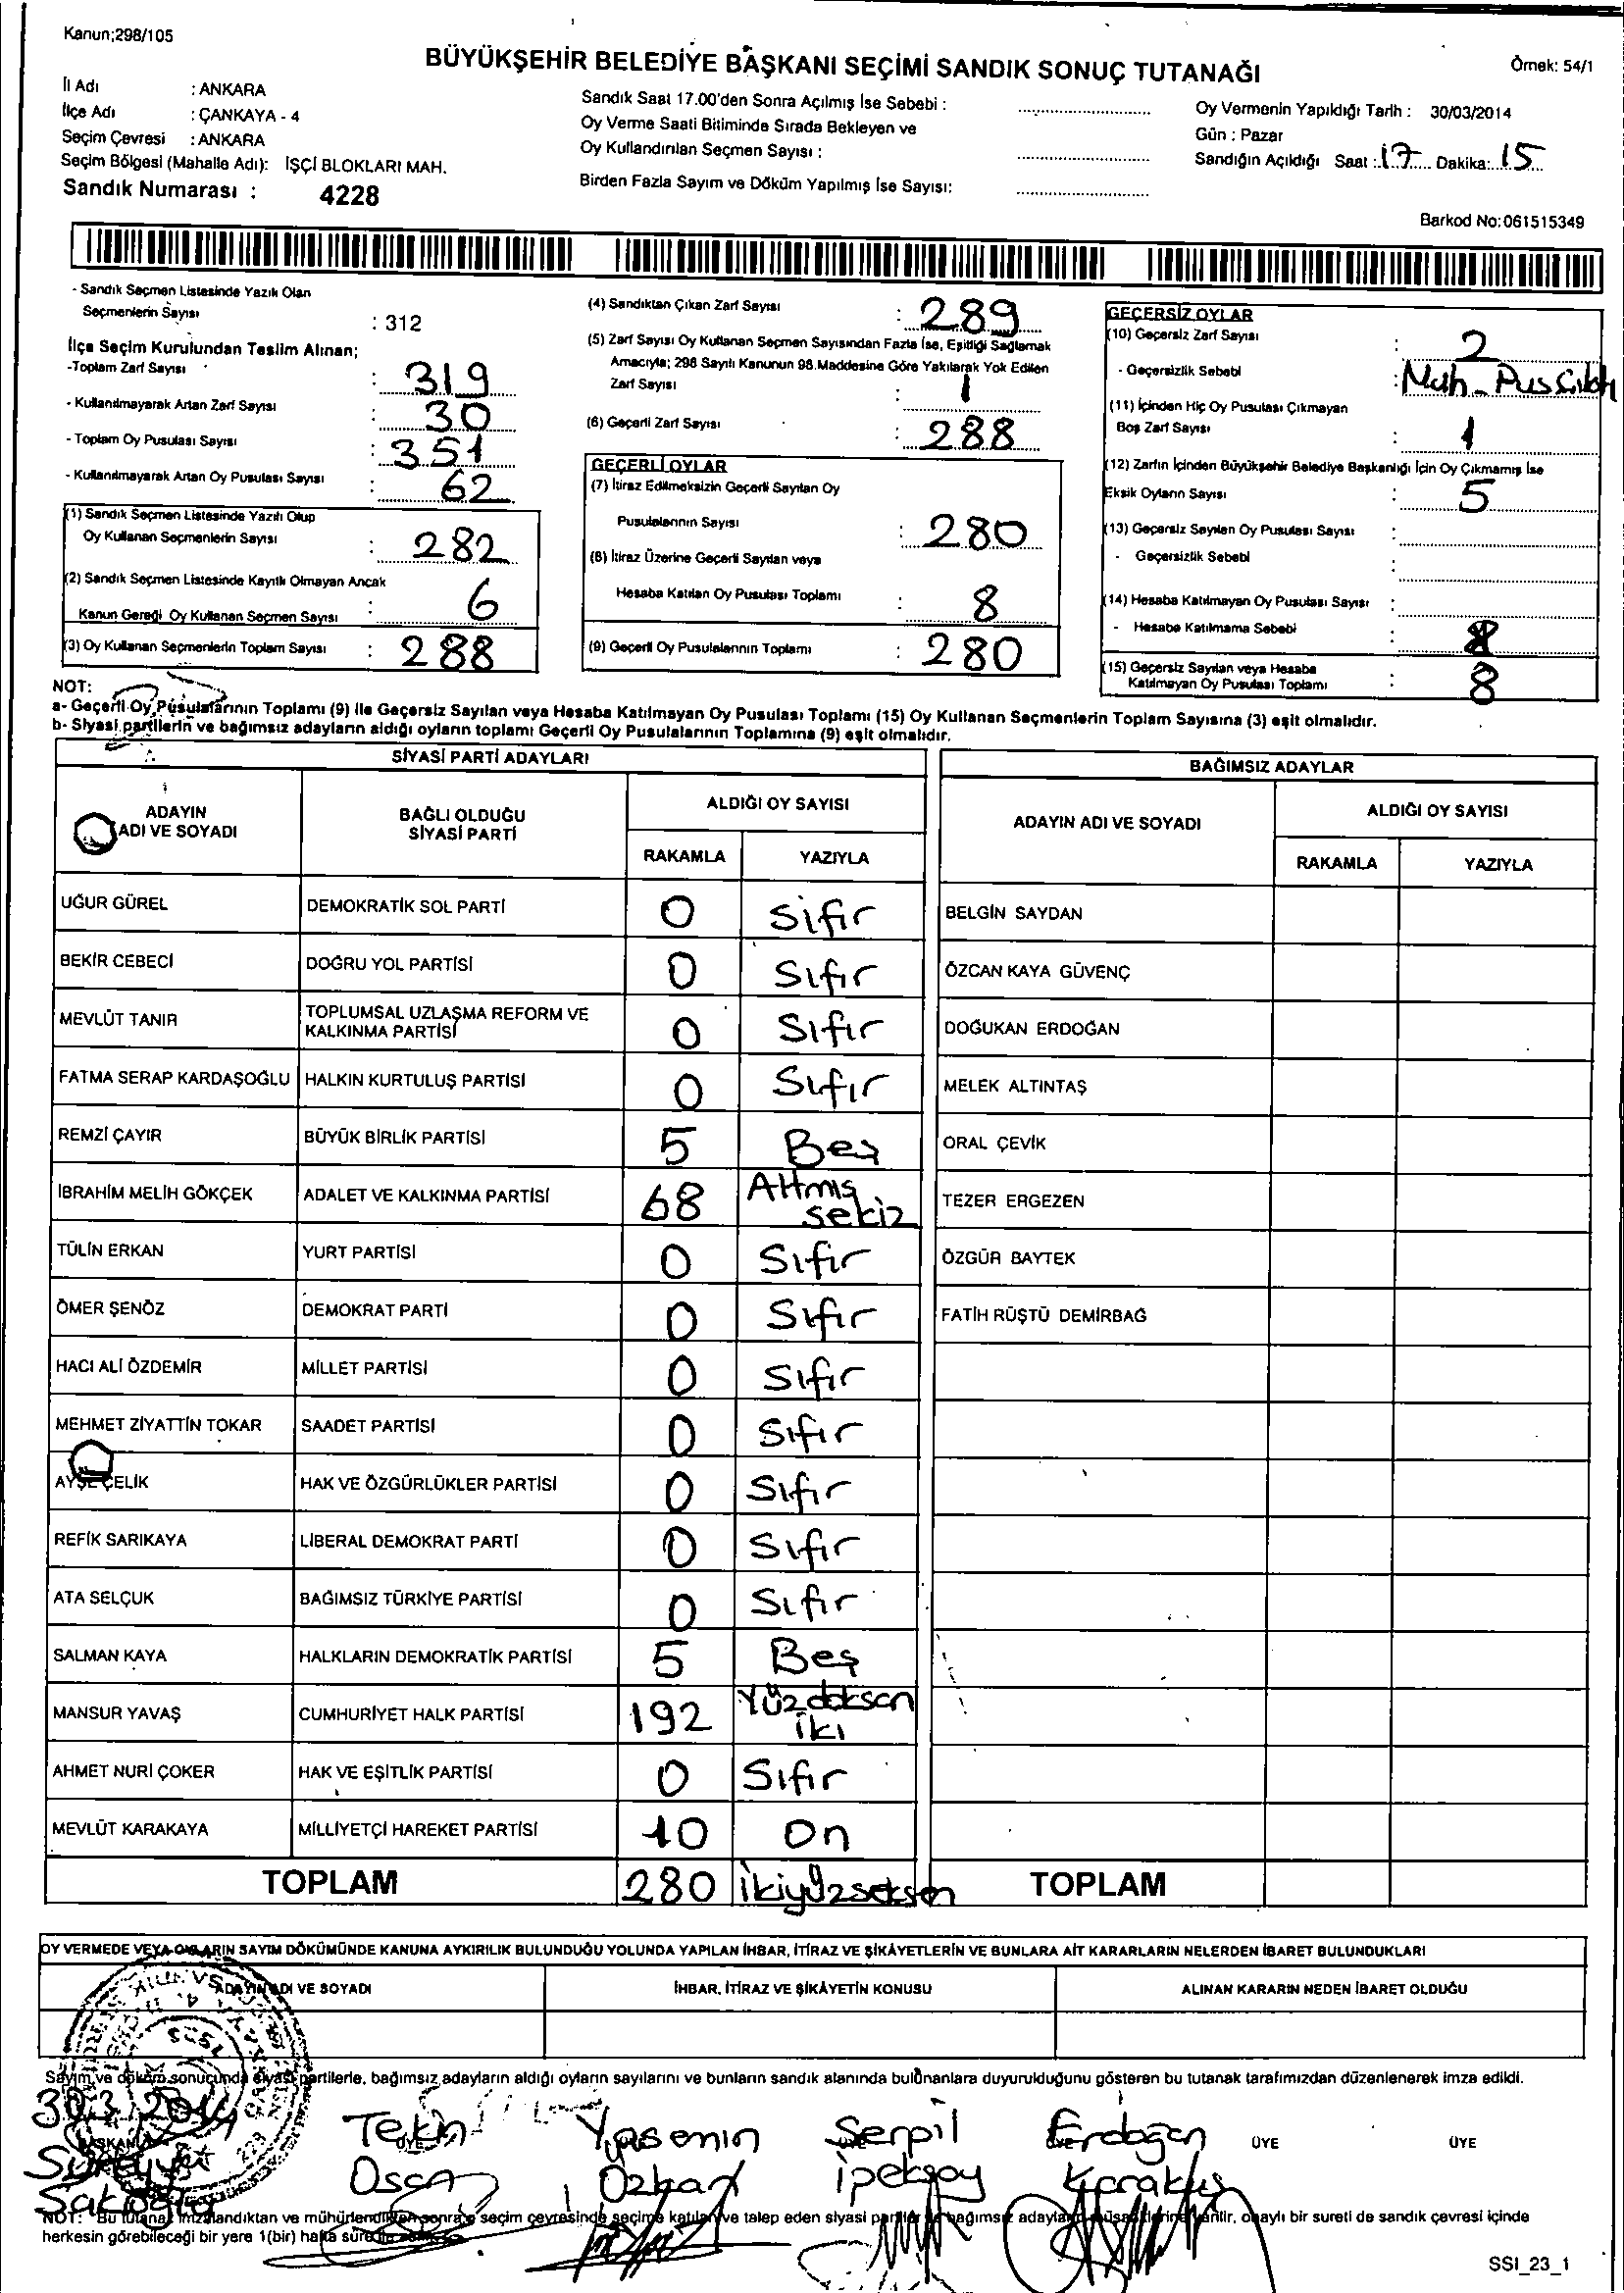 Kanun;298/105
BÜYÜKŞEHİR BELEDİYE BAŞKANI SEÇİMİ SANDIK SONUÇ TUTANAĞI
Örnek: 54/1
İl Adı : ANKARA
İlçe Adı : ÇANKAYA - 4
Seçim Çevresi : ANKARA
Seçim Bölgesi (Mahalle Adı): İŞÇİ BLOKLARI MAH.
Sandık Numarası : 4228
Sandık Saat 17.00'den Sonra Açılmış İse Sebebi :
Oy Verme Saati Bitiminde Sırada Bekleyen ve
Oy Kullandırılan Seçmen Sayısı :
Birden Fazla Sayım ve Döküm Yapılmış İse Sayısı:
Oy Vermenin Yapıldığı Tarih : 30/03/2014
Gün : Pazar
Sandığın Açıldığı Saat : 17 Dakika: 15
Barkod No:061515349
- Sandık Seçmen Listesinde Yazılı Olan
Seçmenlerin Sayısı : 312
İlçe Seçim Kurulundan Teslim Alınan;
-Toplam Zarf Sayısı : 319
- Kullanılmayarak Artan Zarf Sayısı : 30
- Toplam Oy Pusulası Sayısı : 351
- Kullanılmayarak Artan Oy Pusulası Sayısı : 62
(1) Sandık Seçmen Listesinde Yazılı Olup
Oy Kullanan Seçmenlerin Sayısı : 282
(2) Sandık Seçmen Listesinde Kayıtlı Olmayan Ancak
Kanun Gereği Oy Kullanan Seçmen Sayısı : 6
(3) Oy Kullanan Seçmenlerin Toplam Sayısı : 288
(4) Sandıktan Çıkan Zarf Sayısı : 289
(5) Zarf Sayısı Oy Kullanan Seçmen Sayısından Fazla İse, Eşitliği Sağlamak
Amacıyla; 298 Sayılı Kanunun 98.Maddesine Göre Yakılarak Yok Edilen
Zarf Sayısı : 1
(6) Geçerli Zarf Sayısı : 288
GEÇERLİ OYLAR
(7) İtiraz Edilmeksizin Geçerli Sayılan Oy
Pusulalarının Sayısı : 280
(8) İtiraz Üzerine Geçerli Sayılan veya
Hesaba Katılan Oy Pusulası Toplamı : 8
(9) Geçerli Oy Pusulalarının Toplamı : 280
GEÇERSİZ OYLAR
(10) Geçersiz Zarf Sayısı : 2
- Geçersizlik Sebebi :
(11) İçinden Hiç Oy Pusulası Çıkmayan
Boş Zarf Sayısı : 1
(12) Zarfın İçinden Büyükşehir Belediye Başkanlığı İçin Oy Çıkmamış İse
Eksik Oyların Sayısı : 5
(13) Geçersiz Sayılan Oy Pusulası Sayısı :
- Geçersizlik Sebebi :
(14) Hesaba Katılmayan Oy Pusulası Sayısı :
- Hesaba Katılmama Sebebi :
(15) Geçersiz Sayılan veya Hesaba
Katılmayan Oy Pusulası Toplamı : 8
NOT:
a- Geçerli Oy Pusulalarının Toplamı (9) ile Geçersiz Sayılan veya Hesaba Katılmayan Oy Pusulası Toplamı (15) Oy Kullanan Seçmenlerin Toplam Sayısına (3) eşit olmalıdır.
b- Siyasi partilerin ve bağımsız adayların aldığı oyların toplamı Geçerli Oy Pusulalarının Toplamına (9) eşit olmalıdır.
SİYASİ PARTİ ADAYLARI
ADAYIN ADI VE SOYADI
BAĞLI OLDUĞU SİYASİ PARTİ
ALDIĞI OY SAYISI
RAKAMLA YAZIYLA
UĞUR GÜREL DEMOKRATİK SOL PARTİ 0 Sıfır
BEKİR CEBECİ DOĞRU YOL PARTİSİ 0 Sıfır
MEVLÜT TANIR TOPLUMSAL UZLAŞMA REFORM VE KALKINMA PARTİSİ 0 Sıfır
FATMA SERAP KARDAŞOĞLU HALKIN KURTULUŞ PARTİSİ 0 Sıfır
REMZİ ÇAYIR BÜYÜK BİRLİK PARTİSİ 5 Beş
İBRAHİM MELİH GÖKÇEK ADALET VE KALKINMA PARTİSİ 68 Altmış sekiz
TÜLİN ERKAN YURT PARTİSİ 0 Sıfır
ÖMER ŞENÖZ DEMOKRAT PARTİ 0 Sıfır
HACI ALİ ÖZDEMİR MİLLET PARTİSİ 0 Sıfır
MEHMET ZİYATTİN TOKAR SAADET PARTİSİ 0 Sıfır
AYŞE ÇELİK HAK VE ÖZGÜRLÜKLER PARTİSİ 0 Sıfır
REFİK SARIKAYA LİBERAL DEMOKRAT PARTİ 0 Sıfır
ATA SELÇUK BAĞIMSIZ TÜRKİYE PARTİSİ 0 Sıfır
SALMAN KAYA HALKLARIN DEMOKRATİK PARTİSİ 5 Beş
MANSUR YAVAŞ CUMHURİYET HALK PARTİSİ 192 Yüzdoksan iki
AHMET NURİ ÇOKER HAK VE EŞİTLİK PARTİSİ 0 Sıfır
MEVLÜT KARAKAYA MİLLİYETÇİ HAREKET PARTİSİ 10 On
TOPLAM 280 İkiyüzseksen
BAĞIMSIZ ADAYLAR
ADAYIN ADI VE SOYADI
ALDIĞI OY SAYISI
RAKAMLA YAZIYLA
BELGİN SAYDAN
ÖZCAN KAYA GÜVENÇ
DOĞUKAN ERDOĞAN
MELEK ALTINTAŞ
ORAL ÇEVİK
TEZER ERGEZEN
ÖZGÜR BAYTEK
FATİH RÜŞTÜ DEMİRBAĞ
TOPLAM
OY VERMEDE VEYA OYLARIN SAYIM DÖKÜMÜNDE KANUNA AYKIRILIK BULUNDUĞU YOLUNDA YAPILAN İHBAR, İTİRAZ VE ŞİKÂYETLERİN VE BUNLARA AİT KARARLARIN NELERDEN İBARET BULUNDUKLARI
ADAYIN ADI VE SOYADI
İHBAR, İTİRAZ VE ŞİKÂYETİN KONUSU
ALINAN KARARIN NEDEN İBARET OLDUĞU
Sayım ve döküm sonucunda siyasi partilerle, bağımsız adayların aldığı oyların sayılarını ve bunların sandık alanında bulunanlara duyurulduğunu gösteren bu tutanak tarafımızdan düzenlenerek imza edildi.
30.3.2014
BAŞKAN ÜYE ÜYE ÜYE ÜYE ÜYE ÜYE
Tekin Yasemin Serpil Erdoğan
Özkan İpeksoy Karakuş
NOT: Bu tutanak imzalandıktan ve mühürlendikten sonra o seçim çevresinde seçime katılan ve talep eden siyasi partiler ile bağımsız adayların müşahitlerine verilir, onaylı bir sureti de sandık çevresi içinde
herkesin görebileceği bir yere 1(bir) hafta süre ile
SSI_23_1